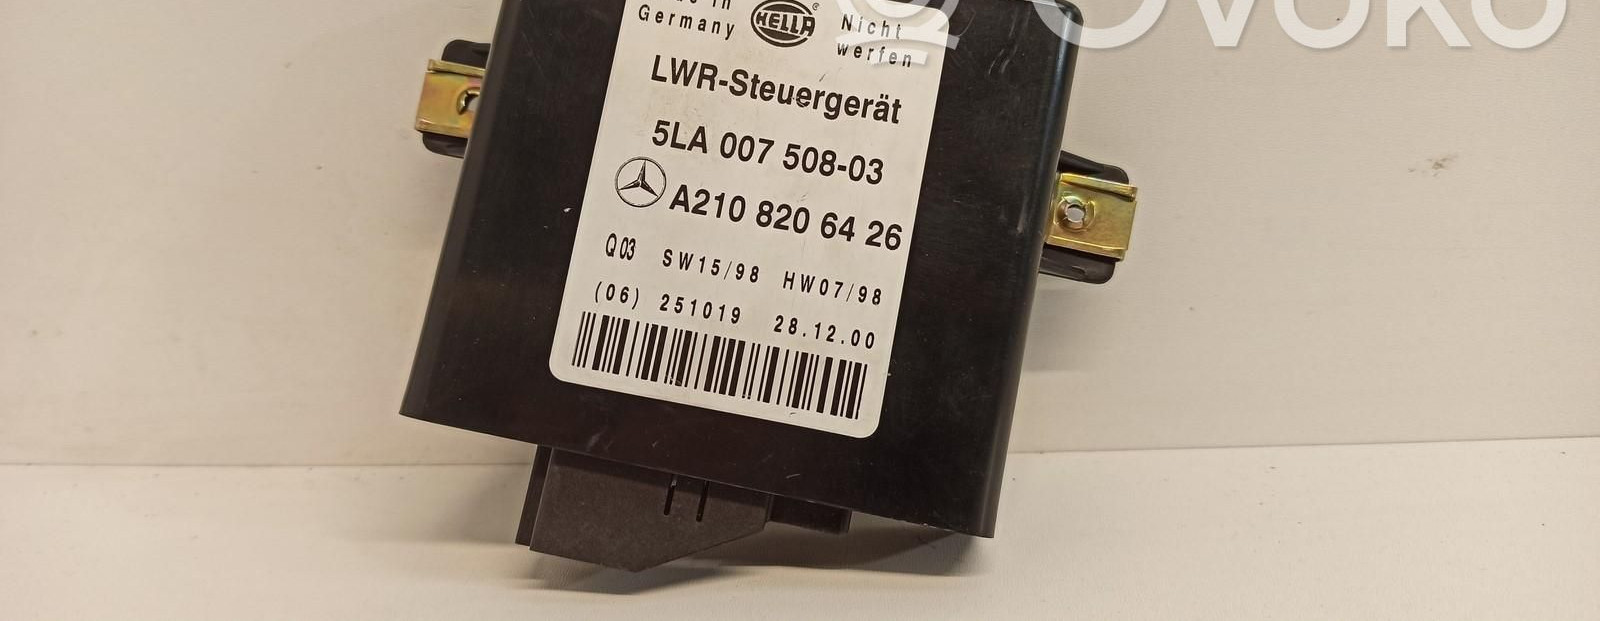 in
Germany
HELLA
®
Nicht
werfen
LWR-Steuergerät
5LA 007 508-03
A210 820 64 26
Q03 SW15/98 HW07/98
(06) 251019 28.12.00